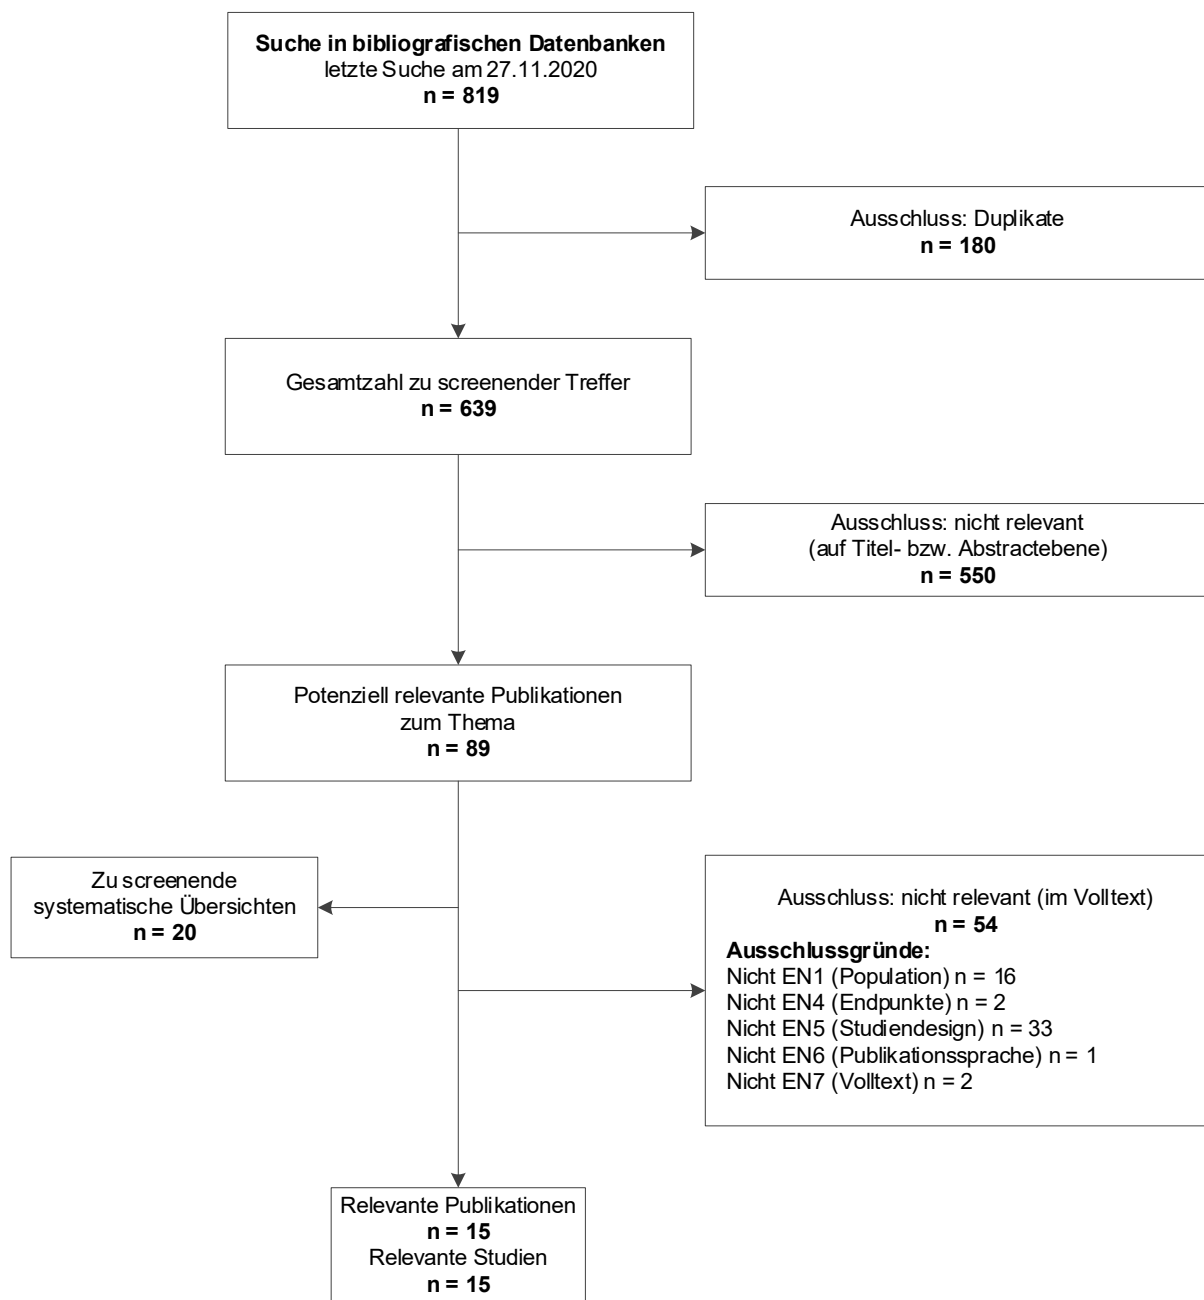 Suche in bibliografischen Datenbanken
letzte Suche am 27.11.2020
n = 819
Ausschluss: Duplikate
n = 180
Gesamtzahl zu screenender Treffer
n = 639
Ausschluss: nicht relevant
(auf Titel- bzw. Abstractebene)
n = 550
Potenziell relevante Publikationen
zum Thema
n = 89
Zu screenende
systematische Übersichten
n = 20
Ausschluss: nicht relevant (im Volltext)
n = 54
Ausschlussgründe:
Nicht EN1 (Population) n = 16
Nicht EN4 (Endpunkte) n = 2
Nicht EN5 (Studiendesign) n = 33
Nicht EN6 (Publikationssprache) n = 1
Nicht EN7 (Volltext) n = 2
Relevante Publikationen
n = 15
Relevante Studien
n = 15